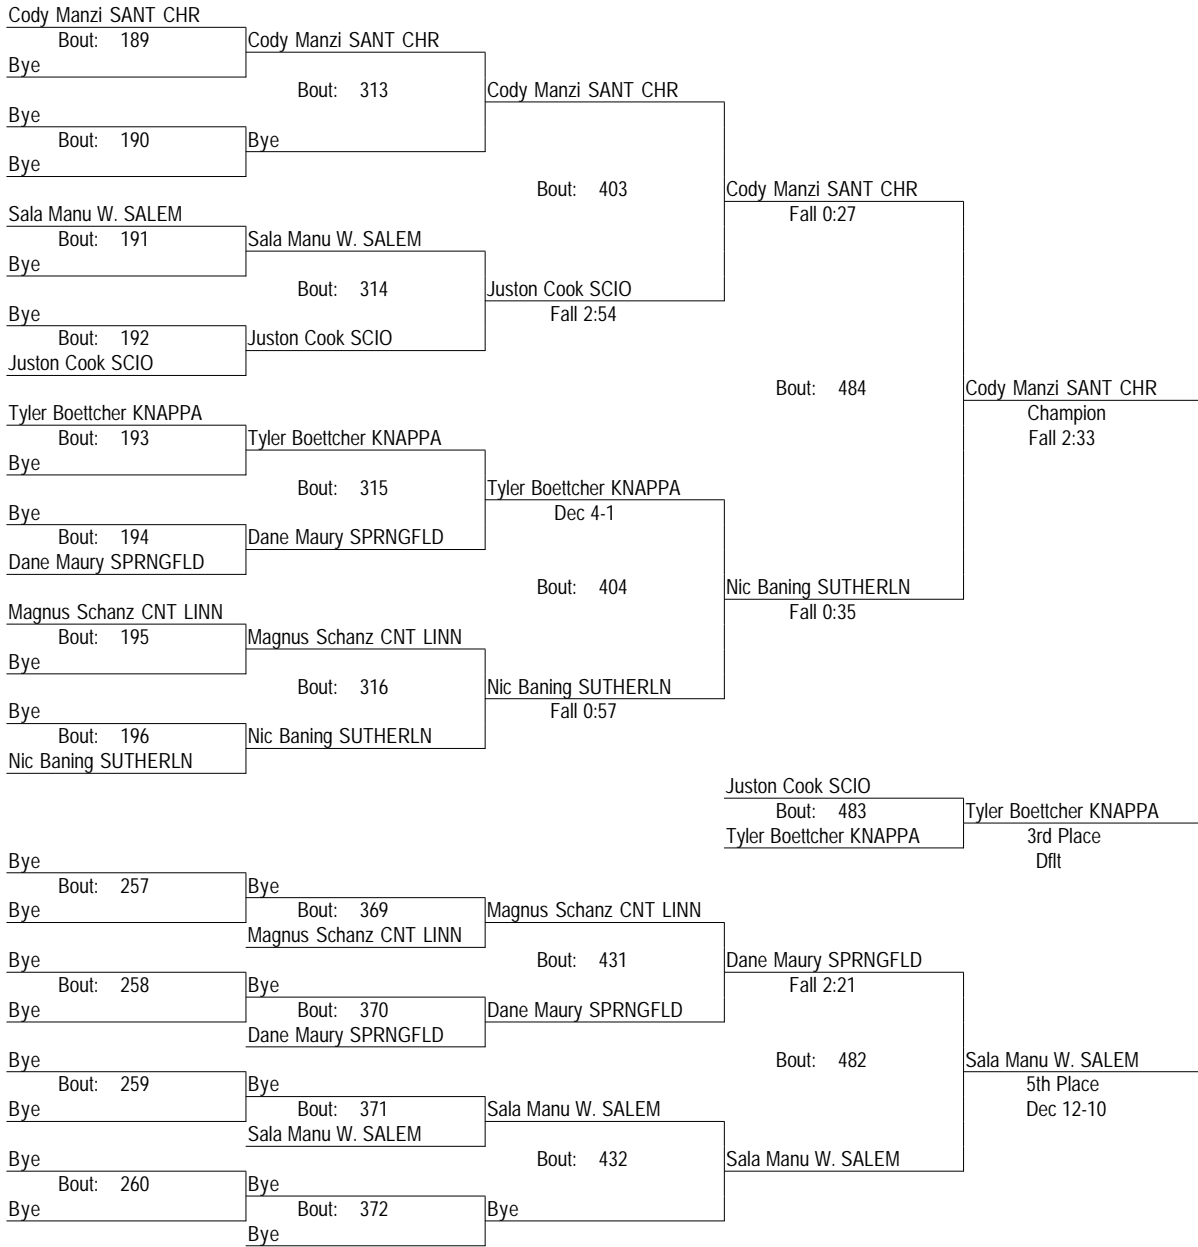 Cody Manzi SANT CHR
Bout: 189
Cody Manzi SANT CHR
Bye
Bout: 313
Cody Manzi SANT CHR
Bye
Bout: 190
Bye
Bye
Bout: 403
Cody Manzi SANT CHR
Fall 0:27
Sala Manu W. SALEM
Bout: 191
Sala Manu W. SALEM
Bye
Bout: 314
Juston Cook SCIO
Fall 2:54
Bye
Bout: 192
Juston Cook SCIO
Juston Cook SCIO
Bout: 484
Cody Manzi SANT CHR
Champion
Fall 2:33
Tyler Boettcher KNAPPA
Bout: 193
Tyler Boettcher KNAPPA
Bye
Bout: 315
Tyler Boettcher KNAPPA
Dec 4-1
Bye
Bout: 194
Dane Maury SPRNGFLD
Dane Maury SPRNGFLD
Bout: 404
Nic Baning SUTHERLN
Fall 0:35
Magnus Schanz CNT LINN
Bout: 195
Magnus Schanz CNT LINN
Bye
Bout: 316
Nic Baning SUTHERLN
Fall 0:57
Bye
Bout: 196
Nic Baning SUTHERLN
Nic Baning SUTHERLN
Juston Cook SCIO
Bout: 483
Tyler Boettcher KNAPPA
Tyler Boettcher KNAPPA
3rd Place
Dflt
Bye
Bout: 257
Bye
Bye
Bout: 369
Magnus Schanz CNT LINN
Magnus Schanz CNT LINN
Bye
Bout: 431
Dane Maury SPRNGFLD
Fall 2:21
Bout: 258
Bye
Bye
Bout: 370
Dane Maury SPRNGFLD
Dane Maury SPRNGFLD
Bye
Bout: 482
Sala Manu W. SALEM
5th Place
Dec 12-10
Bout: 259
Bye
Bye
Bout: 371
Sala Manu W. SALEM
Sala Manu W. SALEM
Bye
Bout: 432
Sala Manu W. SALEM
Bout: 260
Bye
Bye
Bout: 372
Bye
Bye